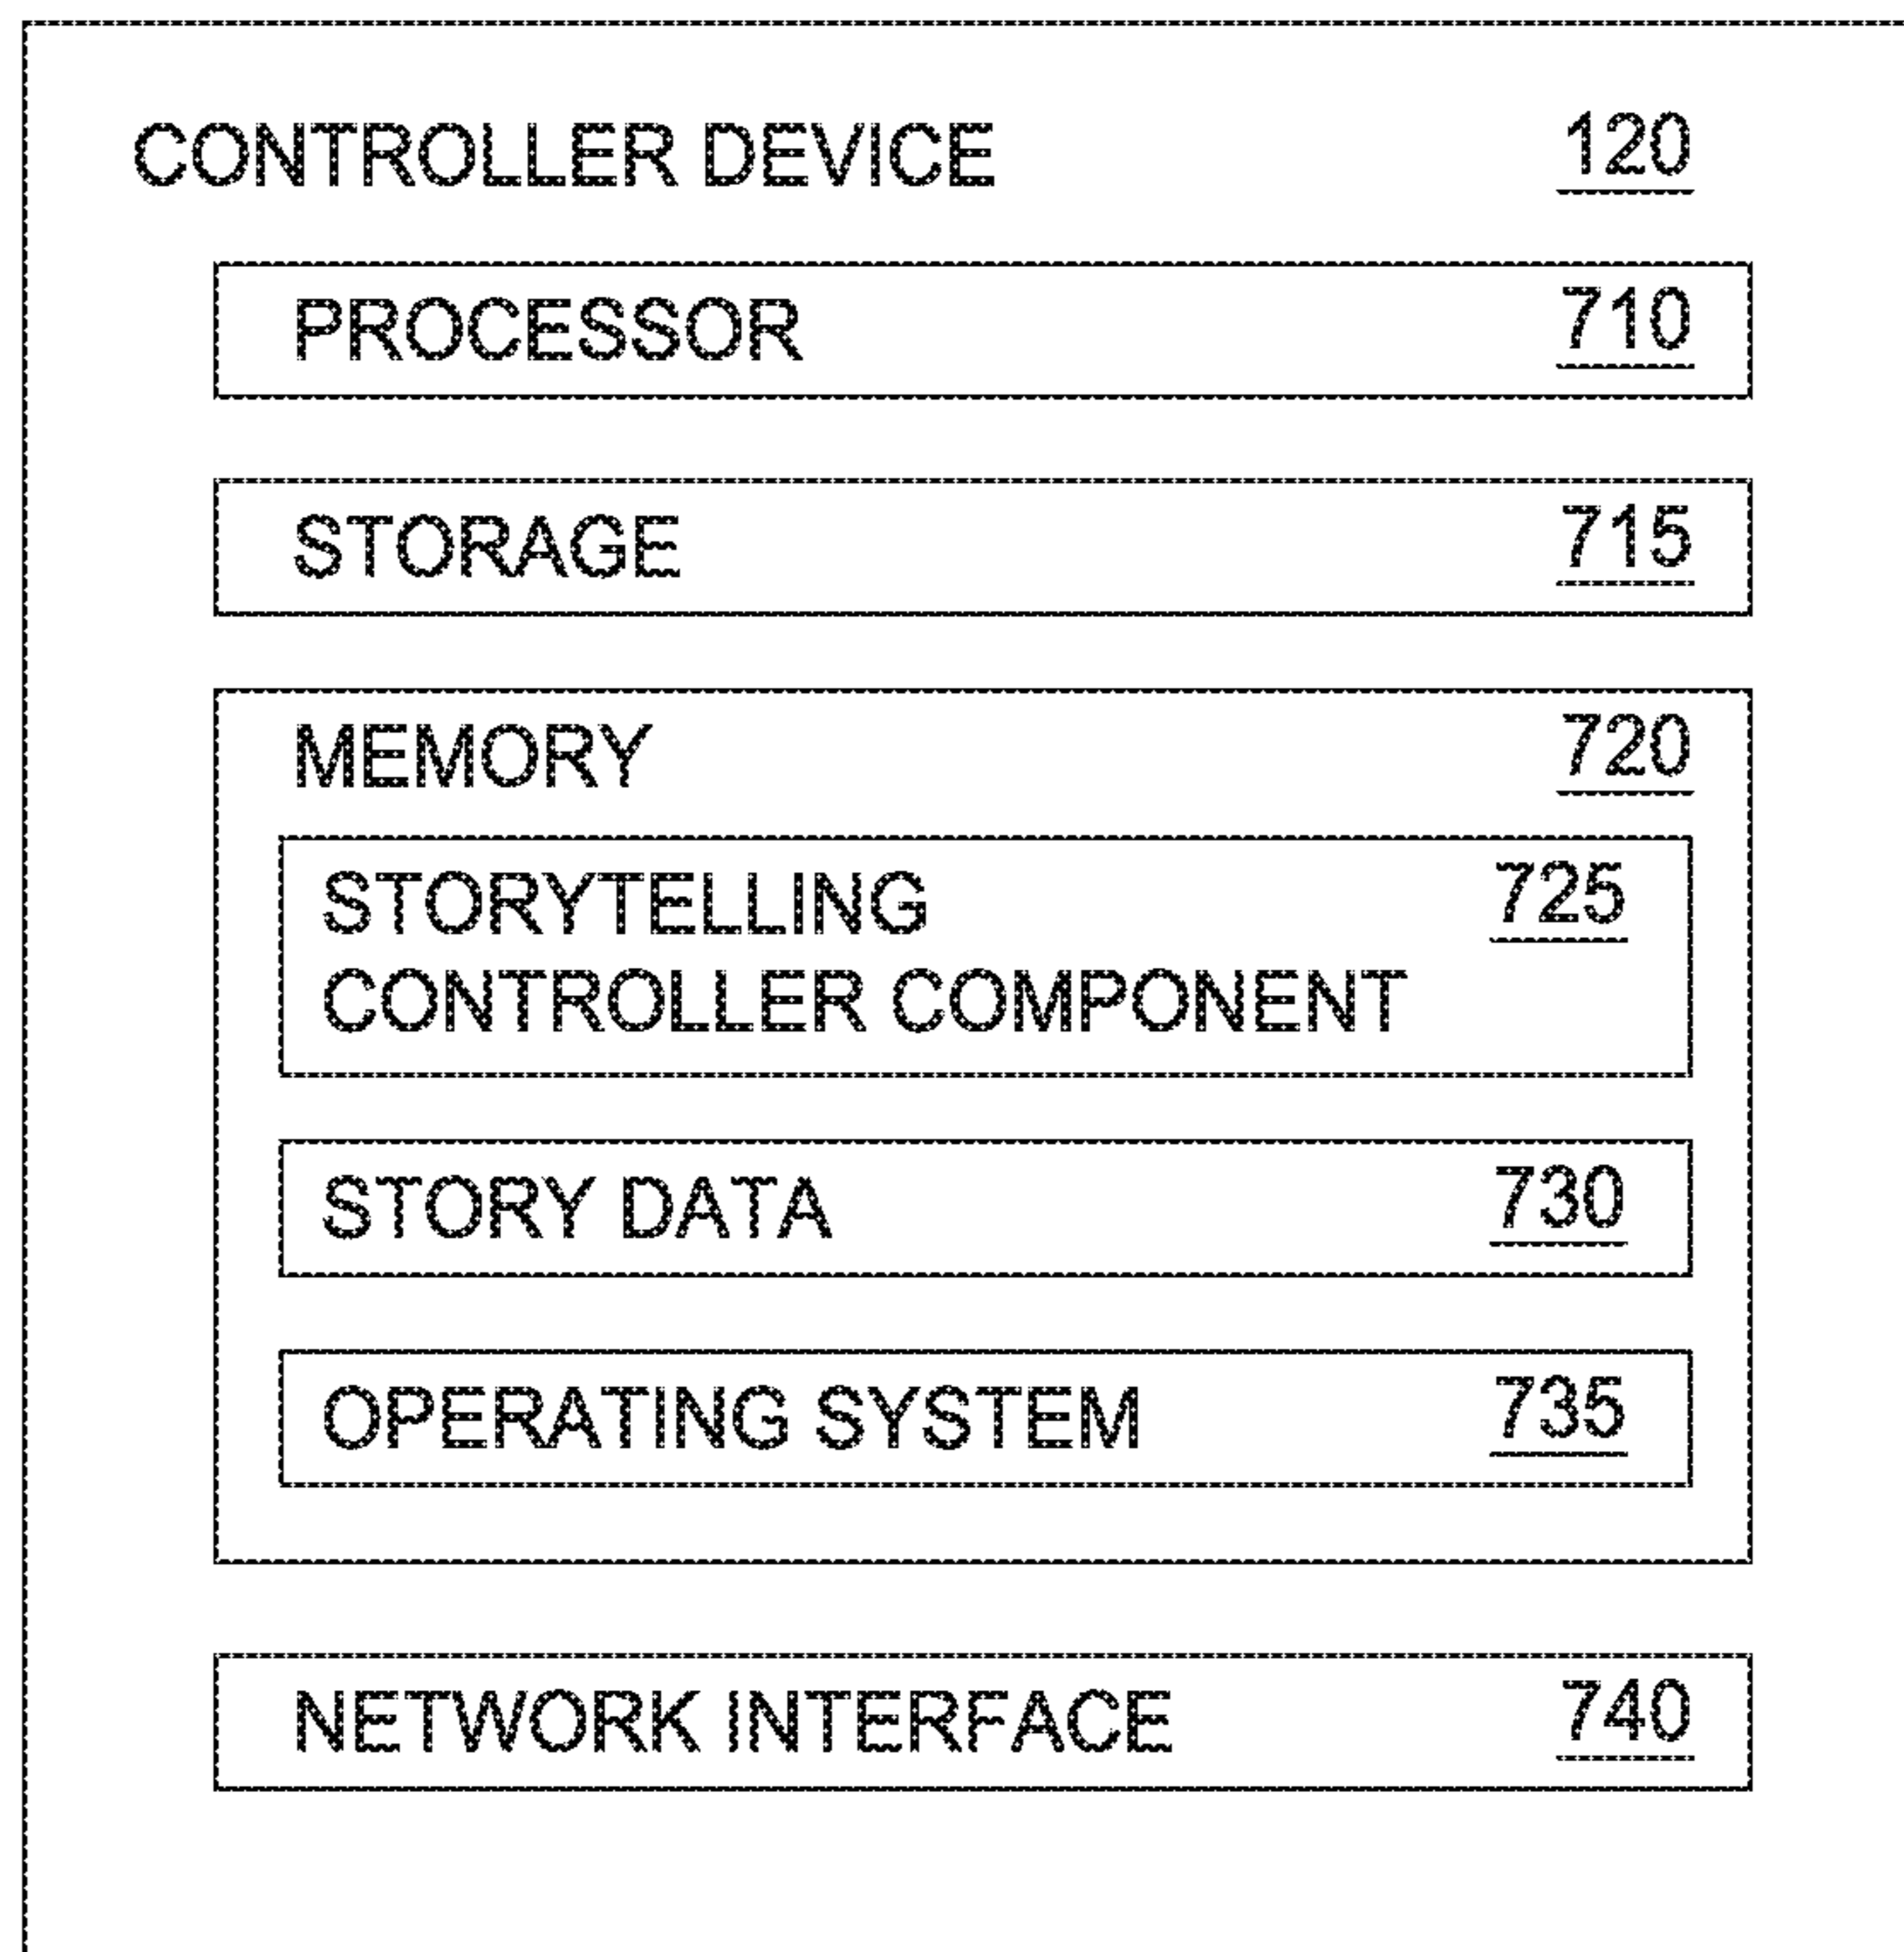 CONTROLLER DEVICE 120
PROCESSOR 710
STORAGE 715
MEMORY 720
STORYTELLING 725
CONTROLLER COMPONENT
STORY DATA 730
OPERATING SYSTEM 735
NETWORK INTERFACE 740